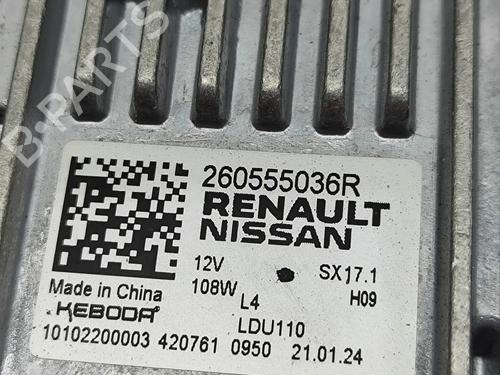 B-PARTS
260555036R
RENAULT
NISSAN
12V SX17.1
108W H09
L4
Made in China
KEBODA LDU110
10102200003 420761 0950 21.01.24